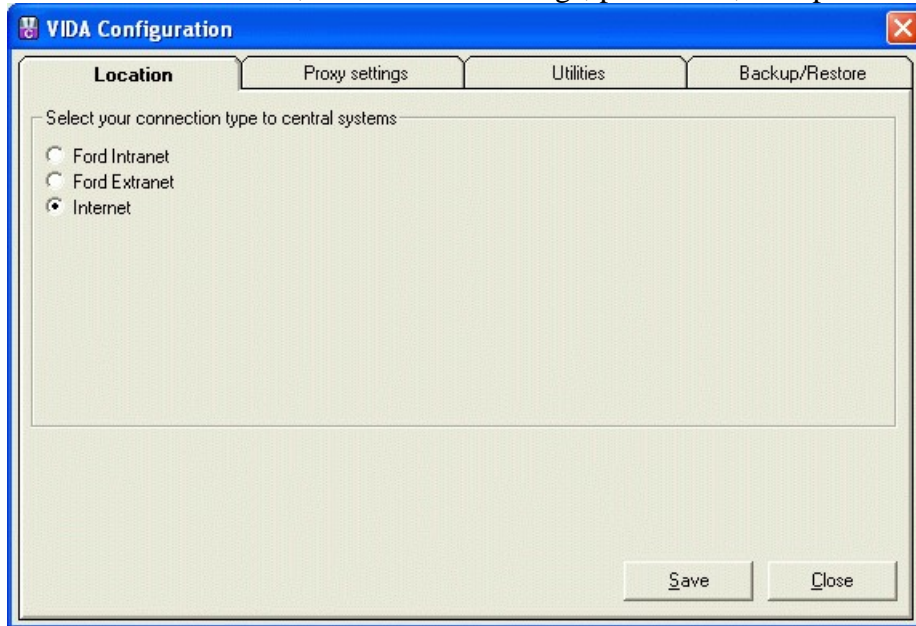 VIDA Configuration
Location Proxy settings Utilities Backup/Restore
Select your connection type to central systems
Ford Intranet
Ford Extranet
Internet
Save Close